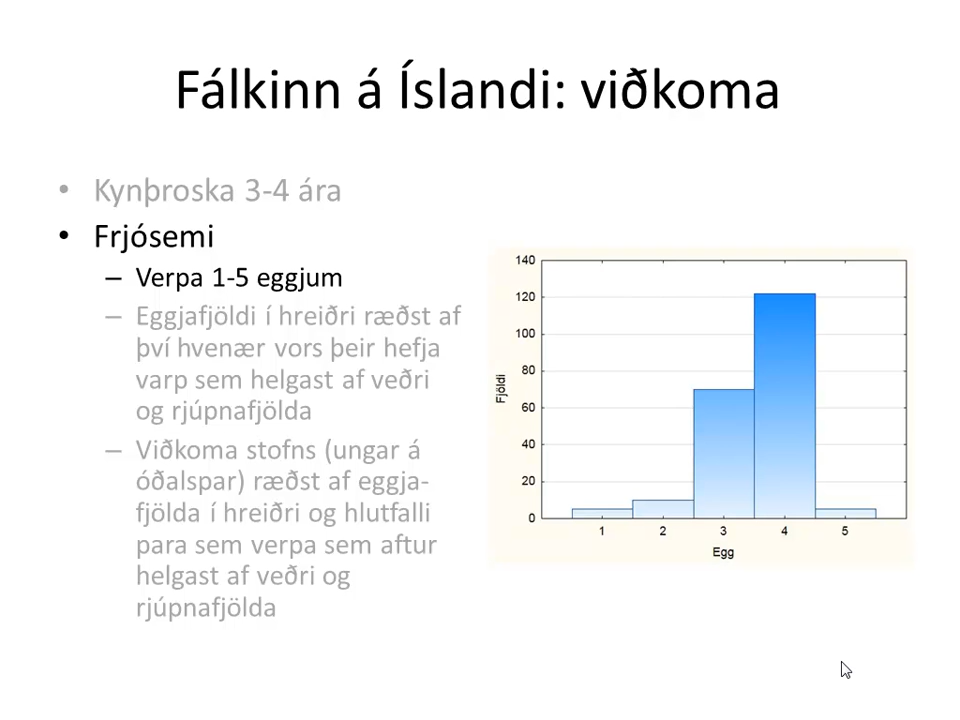 Fálkinn á Íslandi: viðkoma
• Kynþroska 3-4 ára
• Frjósemi
– Verpa 1-5 eggjum
– Eggjafjöldi í hreiðri ræðst af
því hvenær vors þeir hefja
varp sem helgast af veðri
og rjúpnafjölda
– Viðkoma stofns (ungar á
óðalspar) ræðst af eggja-
fjölda í hreiðri og hlutfalli
para sem verpa sem aftur
helgast af veðri og
rjúpnafjölda
140
120
100
80
60
40
20
0
Fjöldi
1 2 3 4 5
Egg